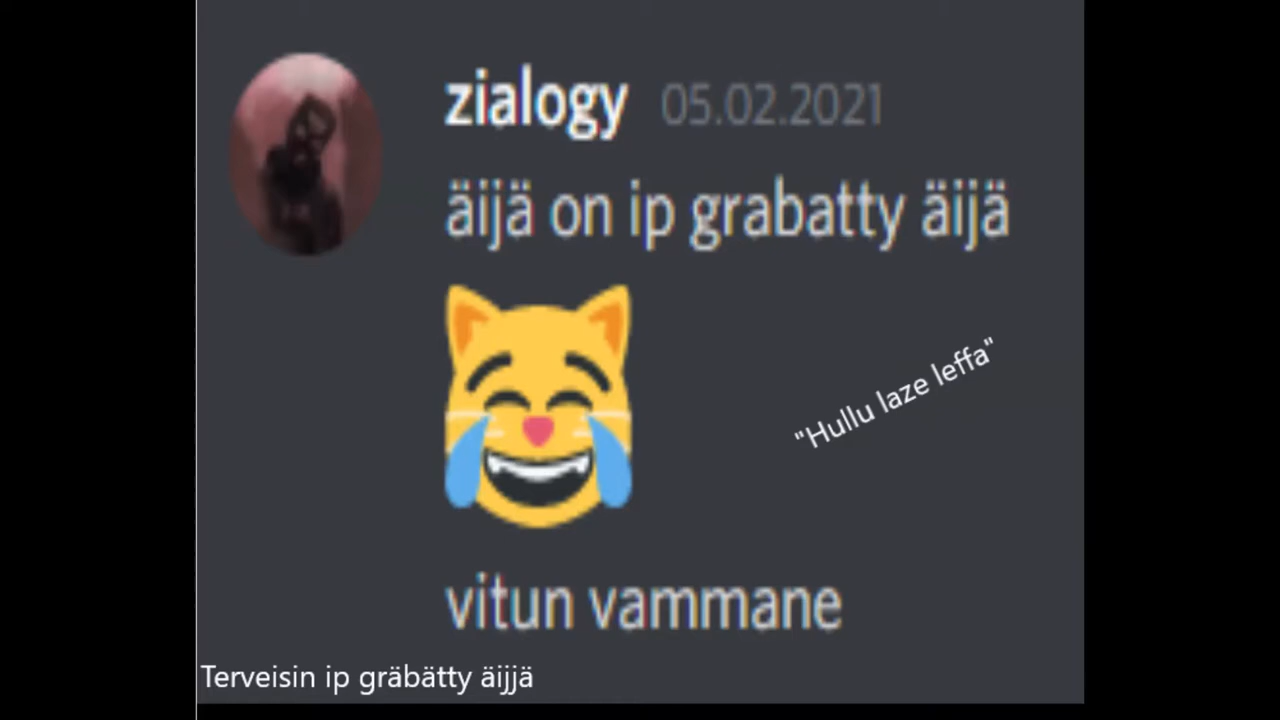 zialogy 05.02.2021
äijä on ip grabatty äijä
"Hullu laze leffa"
vitun vammane
Terveisin ip gräbätty äijjä